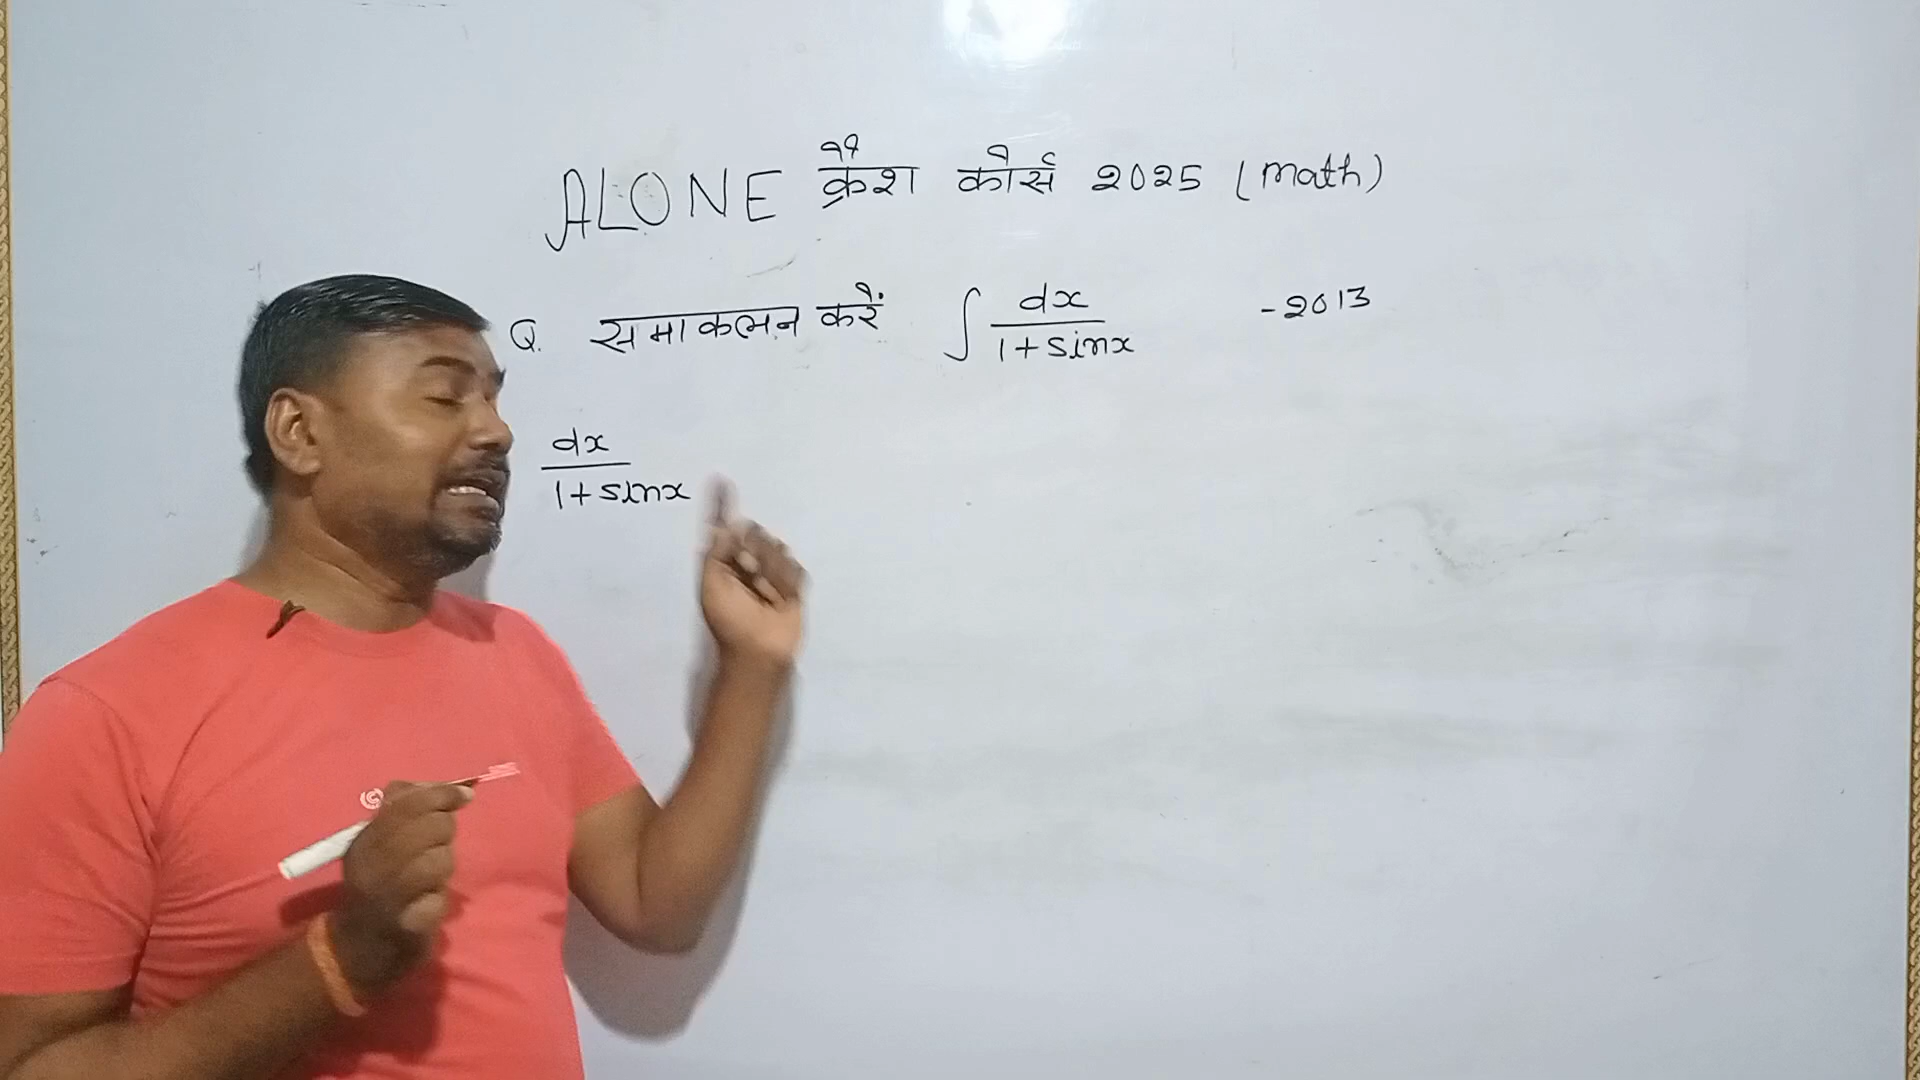 ALONE क्रैश कोर्स 2025 (math)
Q. समाकलन करें ∫ dx / 1+sinx - 2013
dx / 1+sinx